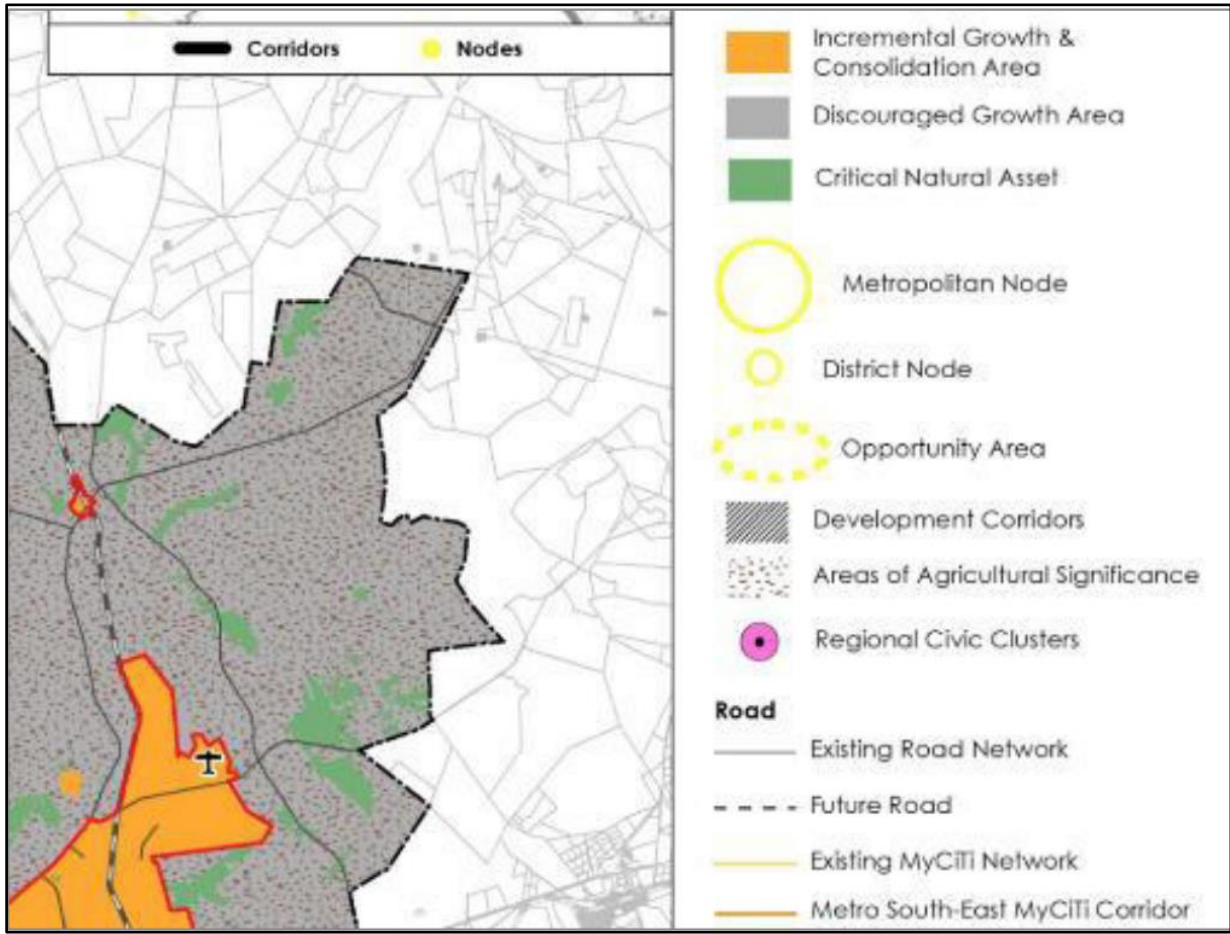 Corridors
Nodes
Incremental Growth &
Consolidation Area
Discouraged Growth Area
Critical Natural Asset
Metropolitan Node
District Node
Opportunity Area
Development Corridors
Areas of Agricultural Significance
Regional Civic Clusters
Road
Existing Road Network
Future Road
Existing MyCiTi Network
Metro South-East MyCiTi Corridor